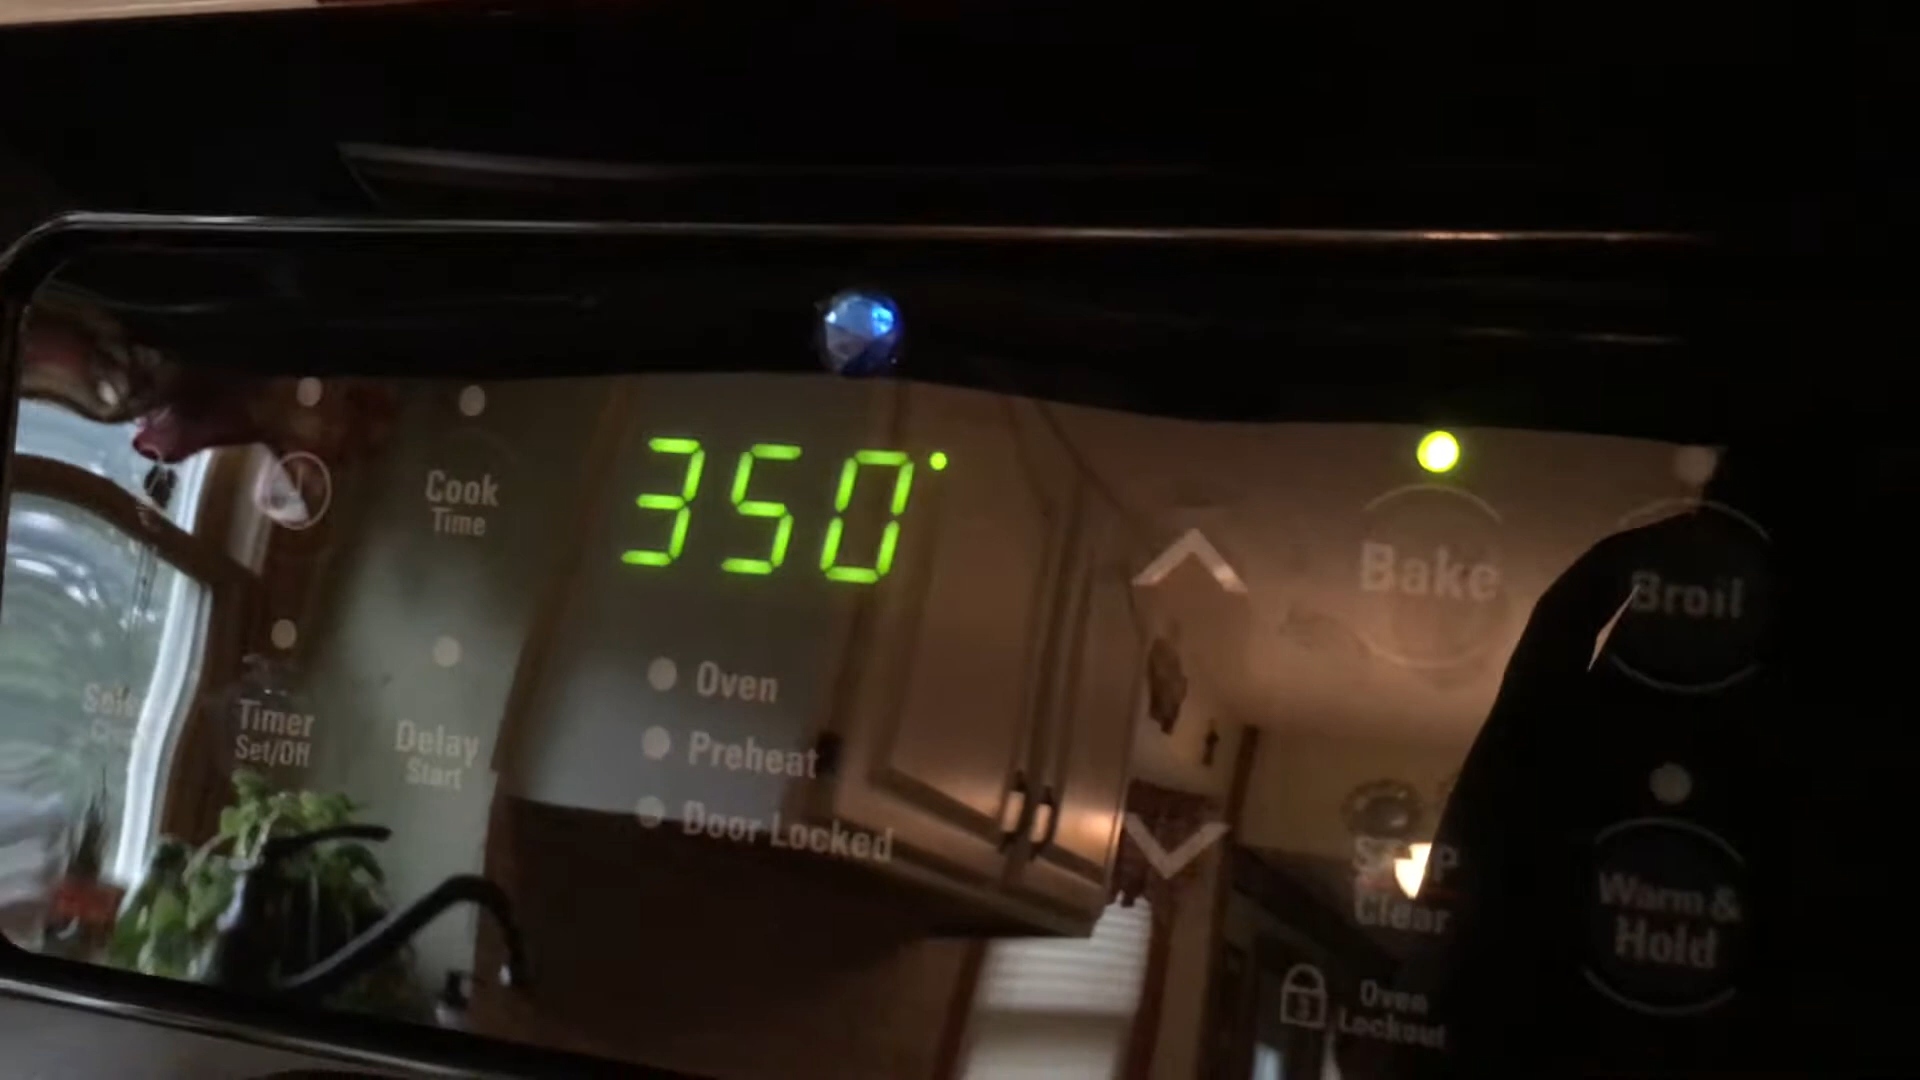 Cook
Time
350°
Bake
Broil
Oven
Timer
Set/Off
Delay
Start
Preheat
Door Locked
Clear
Warm &
Hold
Oven
Lockout